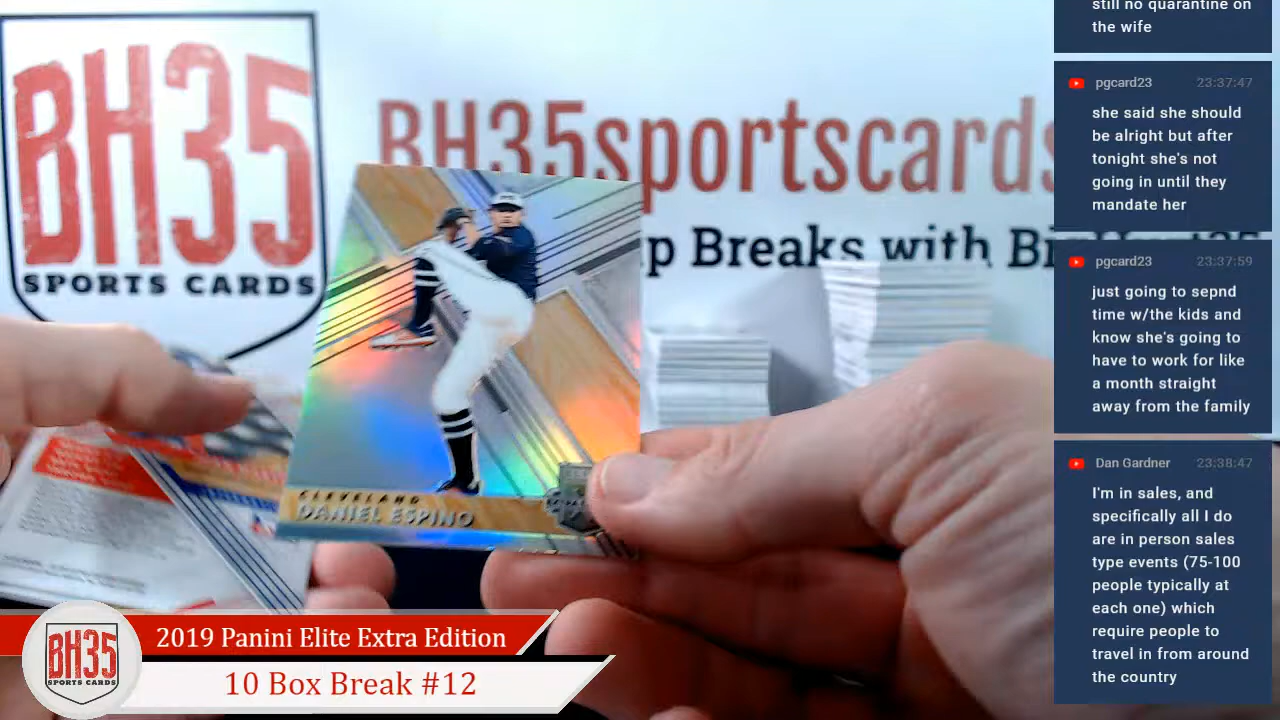 BH35
SPORTS CARDS
BH35sportscards
p Breaks with
CLEVELAND
DANIEL ESPINO
BH35
SPORTS CARDS
2019 Panini Elite Extra Edition
10 Box Break #12
still no quarantine on
the wife
pgcard23 23:37:47
she said she should
be alright but after
tonight she's not
going in until they
mandate her
pgcard23 23:37:59
just going to sepnd
time w/the kids and
know she's going to
have to work for like
a month straight
away from the family
Dan Gardner 23:38:47
I'm in sales, and
specifically all I do
are in person sales
type events (75-100
people typically at
each one) which
require people to
travel in from around
the country